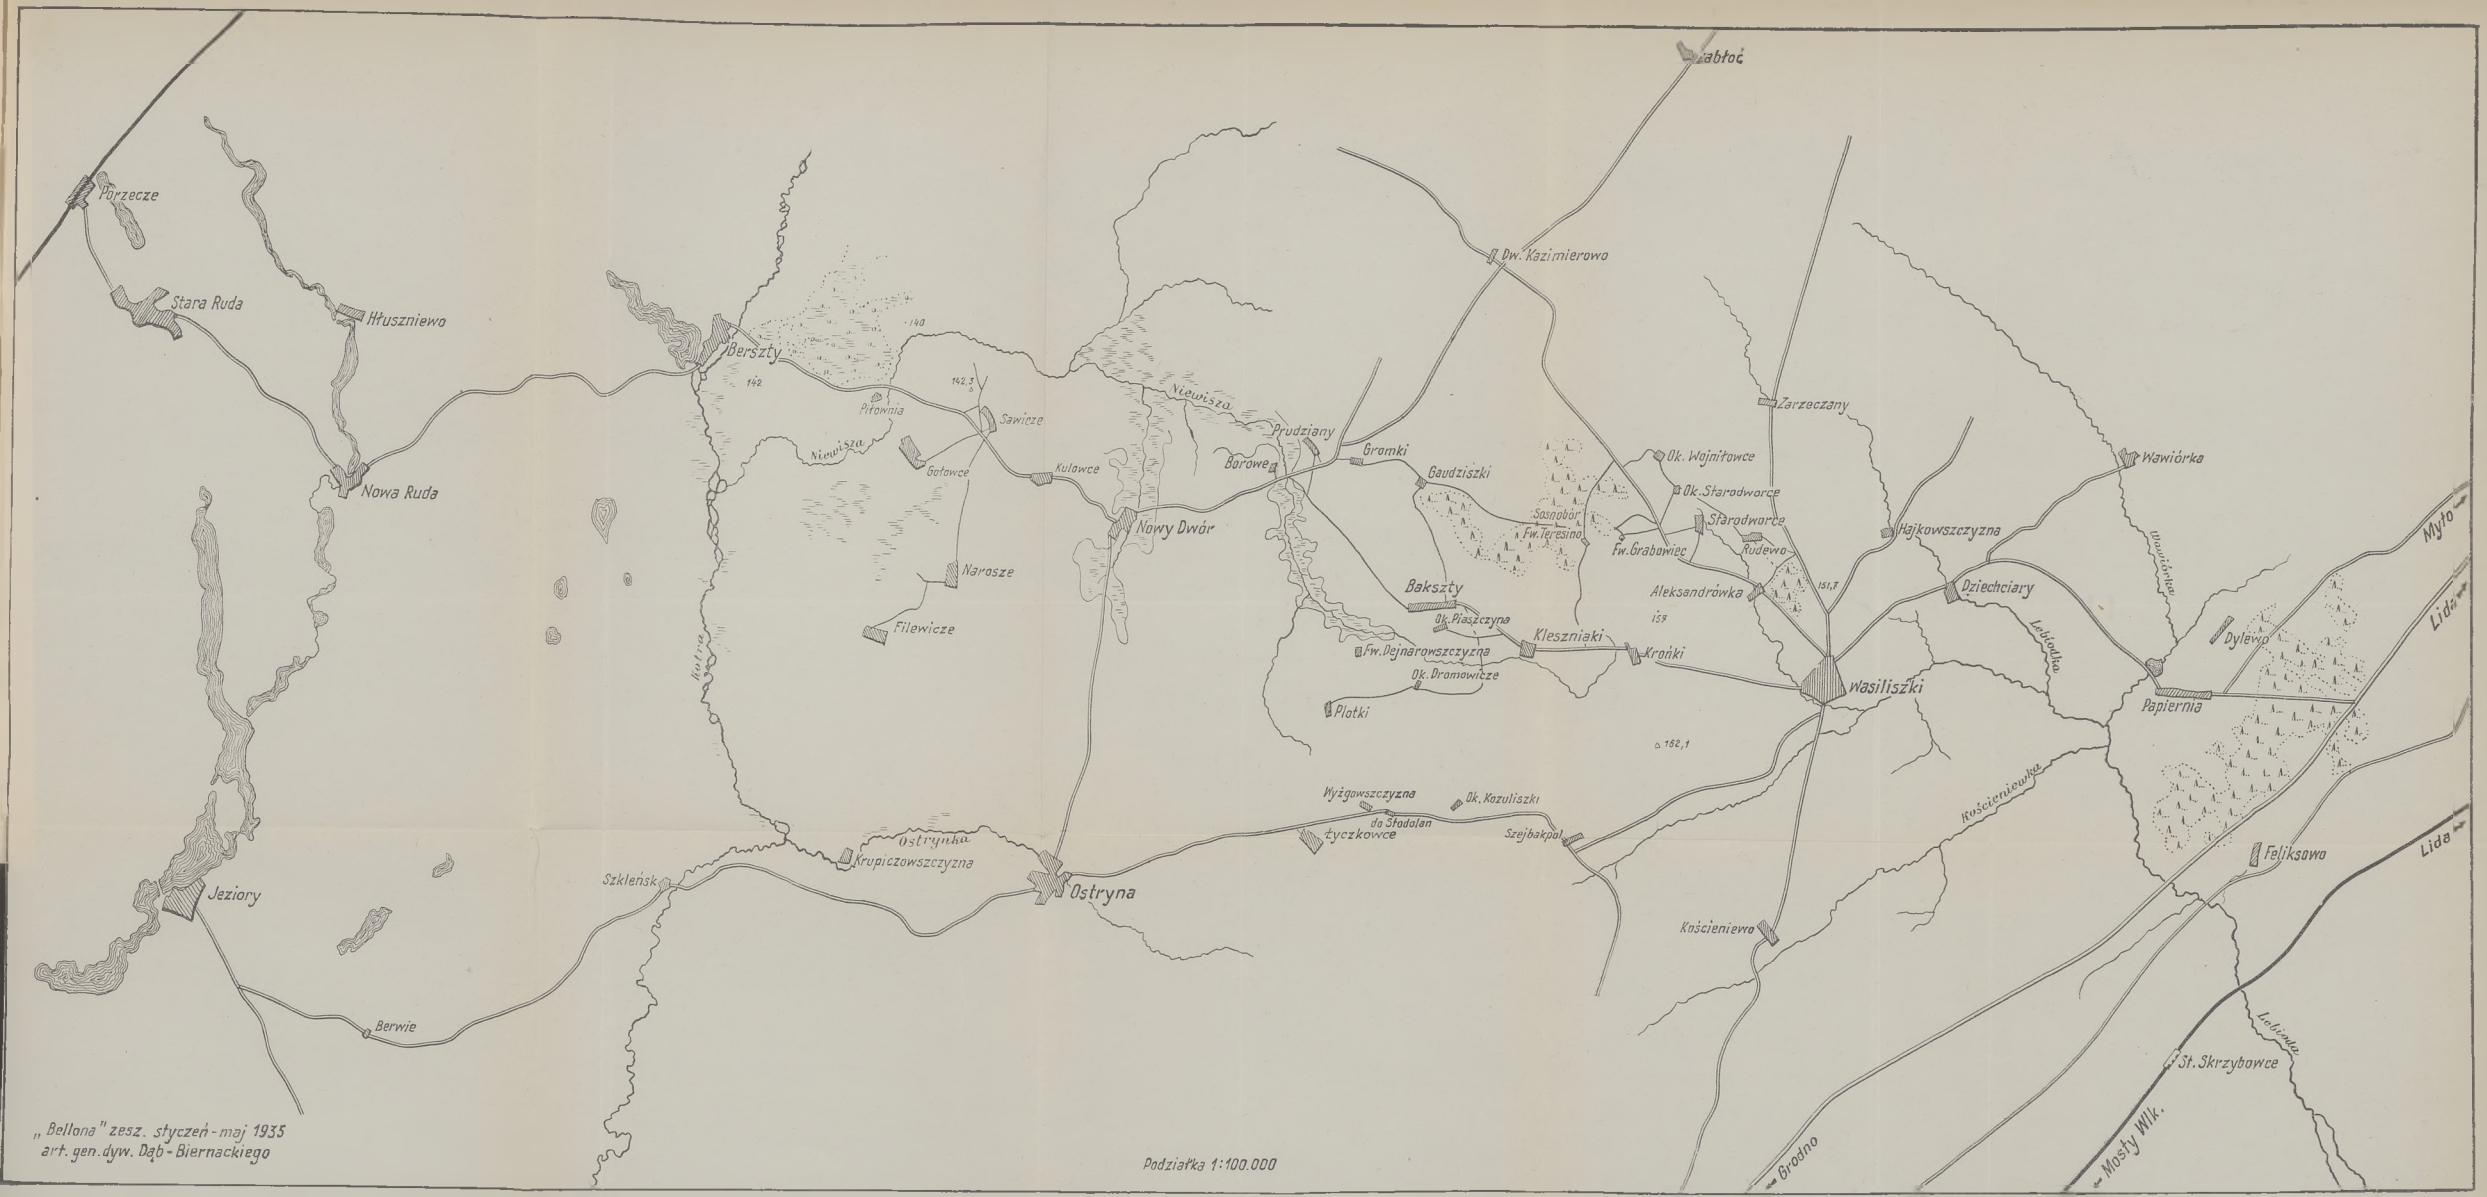 Żabłoć
Porzecze
Dw. Kazimierowo
Stara Ruda
Hłuszniewo
140
Berszty
142
142,3
Niewisza
Piłownia
Sawicze
Zarzeczany
Prudziany
Niewisza
Gromki
Gołowce
Kulowce
Borowe
Gaudziszki
Ok. Wojniłowce
Wawiórka
Nowa Ruda
Ok. Starodworce
Nowy Dwór
Sosnobór
Fw. Teresino
Starodworce
Hajkowszczyzna
Myto
Fw. Grabowiec
Rudewo
Wawiórka
Narosze
Bakszty
Aleksandrówka
151,7
Dziechciary
Lida
Filewicze
Ok. Piaszczyna
159
Kleszniaki
Lebiodka
Dylewo
Kotra
Fw. Dejnarowszczyzna
Krońki
Ok. Dromowicze
Wasiliszki
Plotki
Papiernia
162,1
Wyżgowszczyzna
Ok. Kozuliszki
Kościeniewka
do Stodolan
Łyczkowce
Szejbakpol
Ostrynka
Krupiczowszczyzna
Feliksowo
Lida
Szkleńsk
Jeziory
Ostryna
Kościeniewo
Berwie
Lebioda
St. Skrzybowce
„Bellona" zesz. styczeń-maj 1935
art. gen. dyw. Dąb-Biernackiego
Podziałka 1:100.000
Grodno
Mosty Wlk.